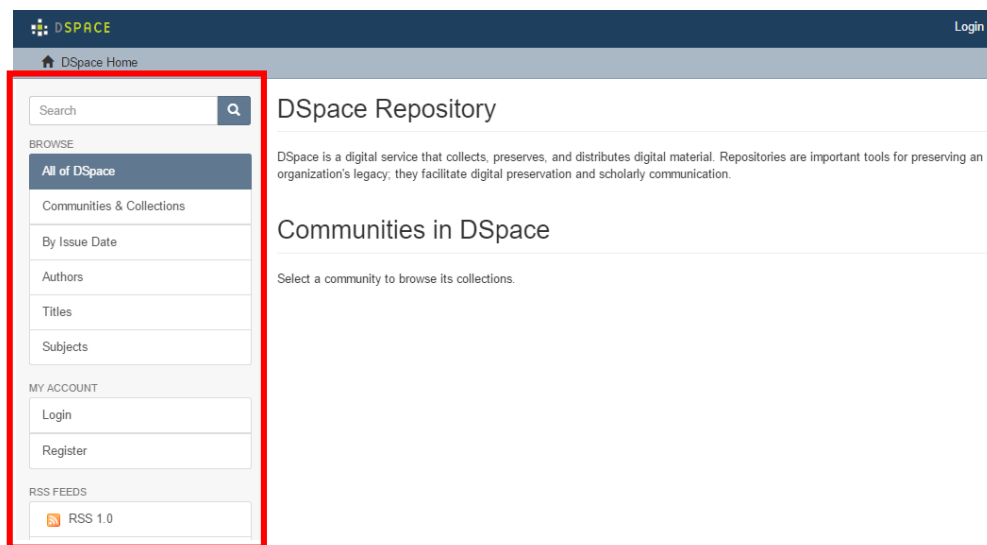 DSPACE
Login
DSpace Home
Search
BROWSE
All of DSpace
Communities & Collections
By Issue Date
Authors
Titles
Subjects
MY ACCOUNT
Login
Register
RSS FEEDS
RSS 1.0
DSpace Repository
DSpace is a digital service that collects, preserves, and distributes digital material. Repositories are important tools for preserving an
organization's legacy; they facilitate digital preservation and scholarly communication.
Communities in DSpace
Select a community to browse its collections.